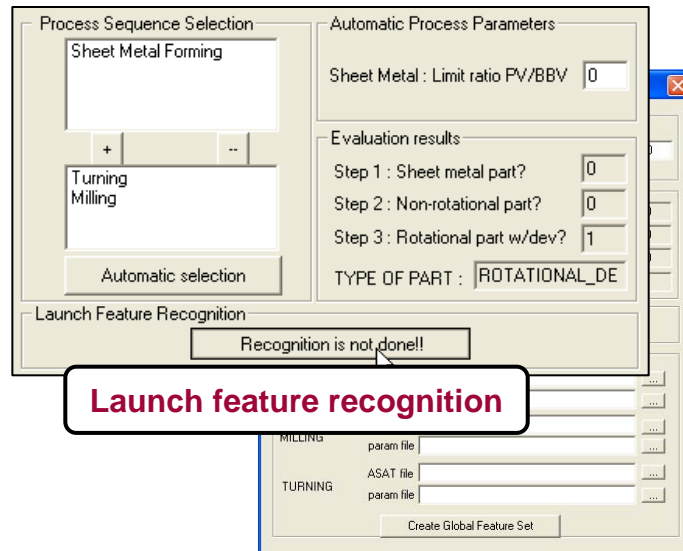 Process Sequence Selection
Sheet Metal Forming
+
--
Turning
Milling
Automatic selection
Automatic Process Parameters
Sheet Metal : Limit ratio PV/BBV 0
Evaluation results
Step 1 : Sheet metal part? 0
Step 2 : Non-rotational part? 0
Step 3 : Rotational part w/dev? 1
TYPE OF PART : ROTATIONAL_DE
Launch Feature Recognition
Recognition is not done!!
Launch feature recognition
...
...
...
MILLING
param file ...
TURNING
ASAT file ...
param file ...
Create Global Feature Set